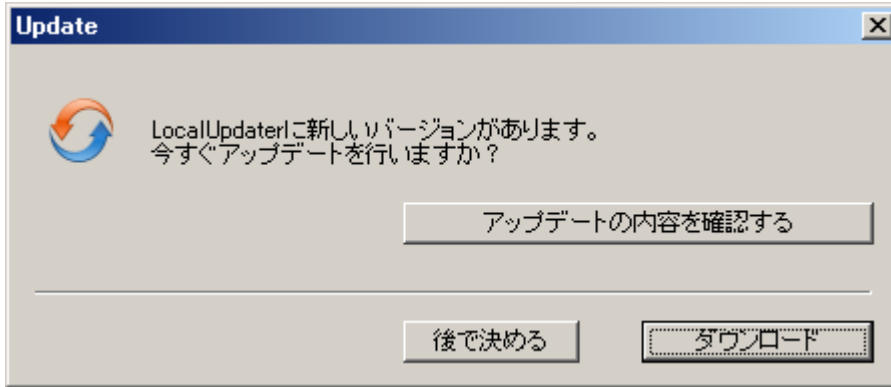 Update
LocalUpdaterに新しいバージョンがあります。
今すぐアップデートを行いますか？
アップデートの内容を確認する
後で決める
ダウンロード